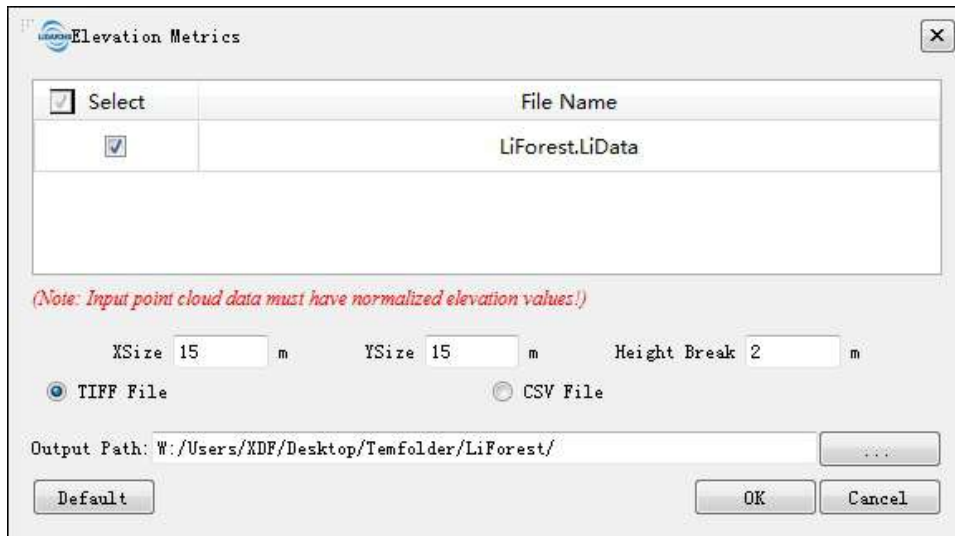 Elevation Metrics
Select File Name
LiForest.LiData
(Note: Input point cloud data must have normalized elevation values!)
XSize 15 m YSize 15 m Height Break 2 m
TIFF File CSV File
Output Path: W:/Users/XDF/Desktop/Temfolder/LiForest/ ...
Default OK Cancel